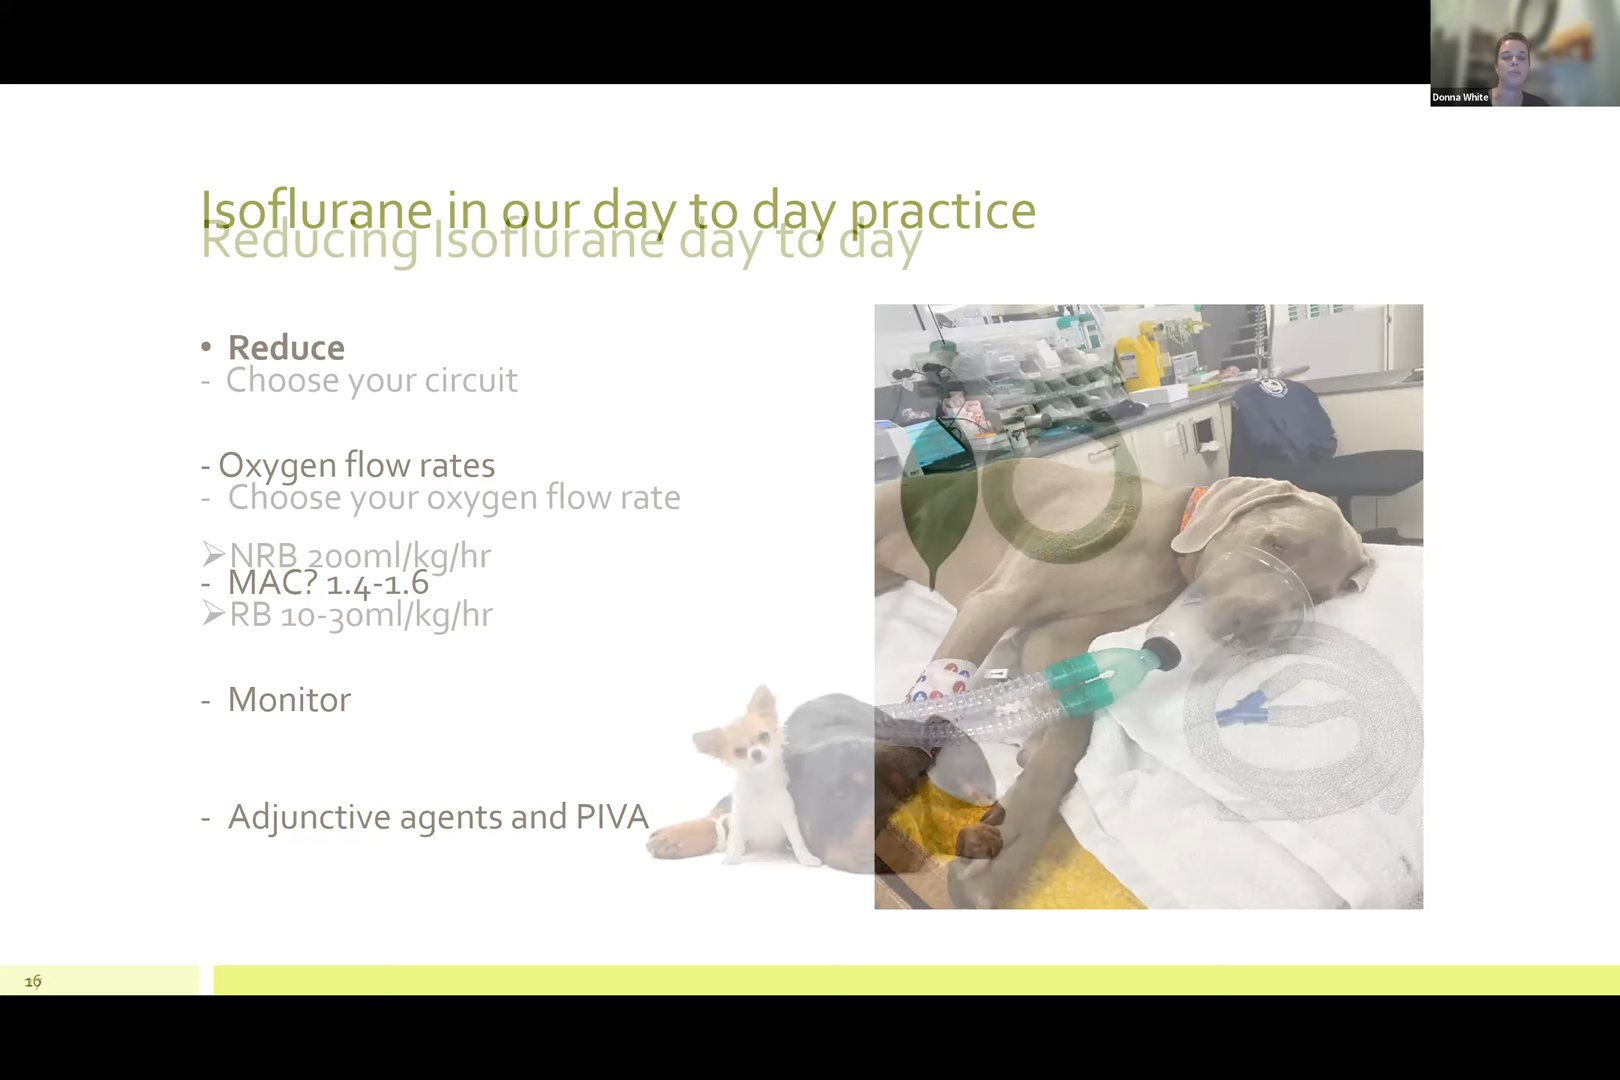 Donna White
Isoflurane in our day to day practice
Reducing Isoflurane day to day
• Reduce
- Choose your circuit
- Oxygen flow rates
- Choose your oxygen flow rate
➢NRB 200ml/kg/hr
- MAC? 1.4-1.6
➢RB 10-30ml/kg/hr
- Monitor
- Adjunctive agents and PIVA